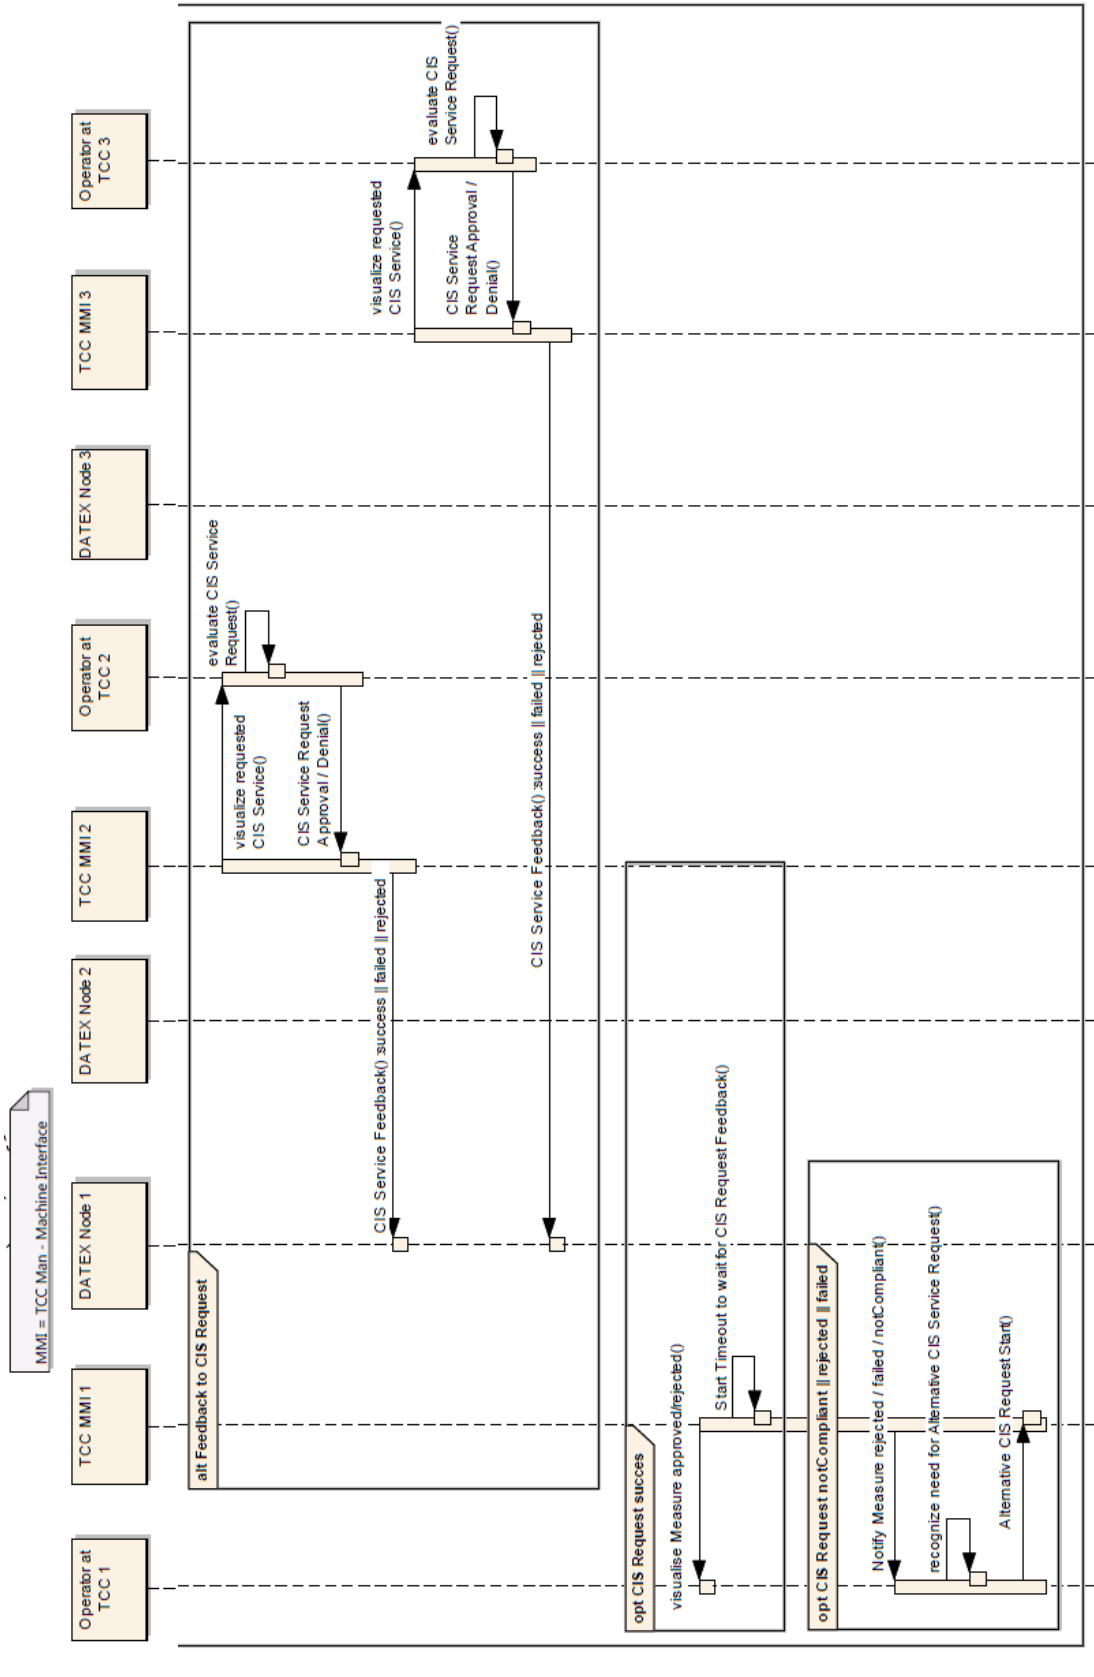 MMI = TCC Man - Machine Interface
Operator at
TCC 1
TCC MMI 1
DATEX Node 1
DATEX Node 2
TCC MMI 2
Operator at
TCC 2
DATEX Node 3
TCC MMI 3
Operator at
TCC 3
alt Feedback to CIS Request
visualize requested
CIS Service()
evaluate CIS Service
Request()
CIS Service Request
Approval / Denial()
CIS Service Feedback() :success || failed || rejected
visualize requested
CIS Service()
evaluate CIS
Service Request()
CIS Service
Request Approval /
Denial()
CIS Service Feedback() :success || failed || rejected
opt CIS Request succes
visualise Measure approved/rejected()
Start Timeout to wait for CIS Request Feedback()
opt CIS Request notCompliant || rejected || failed
Notify Measure rejected / failed / notCompliant()
recognize need for Alternative CIS Service Request()
Alternative CIS Request Start()